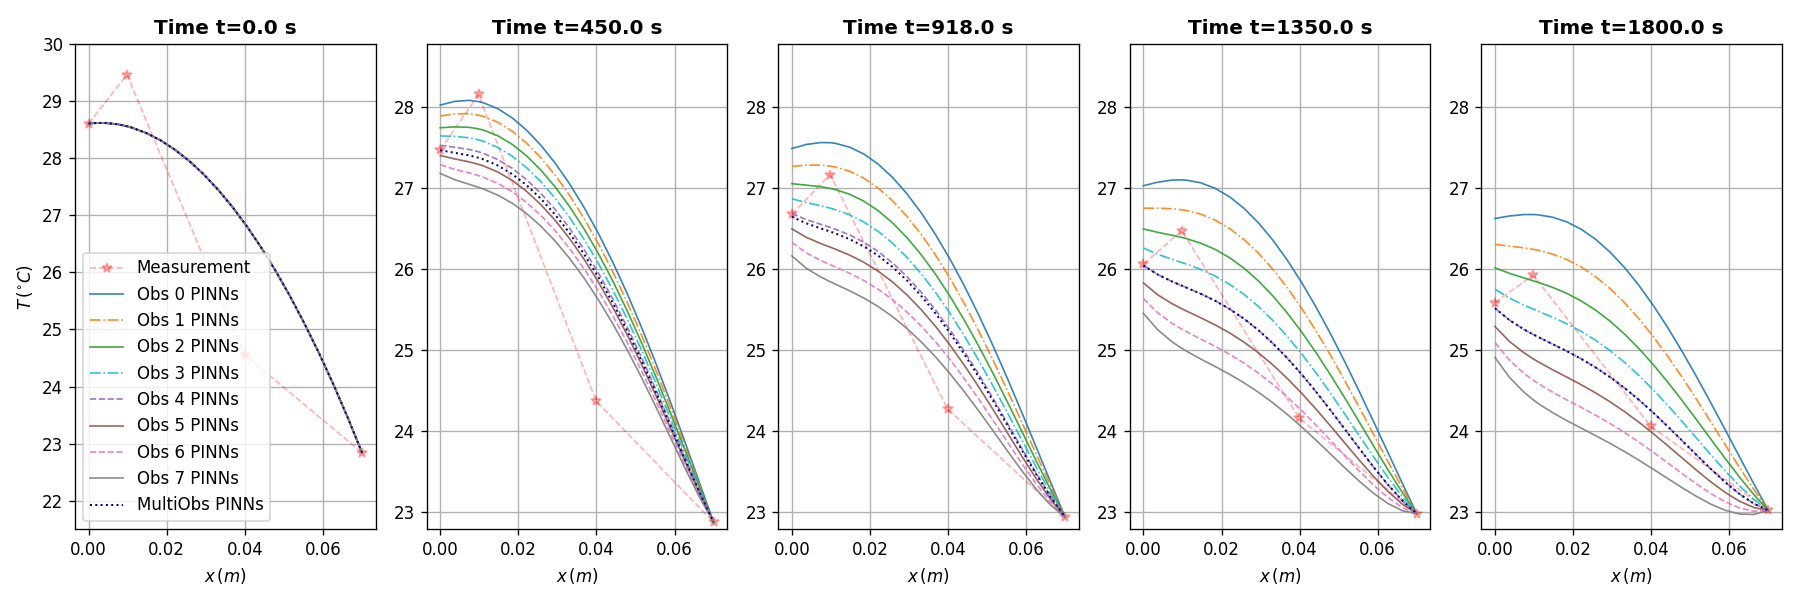 Time t=0.0 s
Time t=450.0 s
Time t=918.0 s
Time t=1350.0 s
Time t=1800.0 s
T (°C)
30
29
28
27
26
25
24
23
22
Measurement
Obs 0 PINNs
Obs 1 PINNs
Obs 2 PINNs
Obs 3 PINNs
Obs 4 PINNs
Obs 5 PINNs
Obs 6 PINNs
Obs 7 PINNs
MultiObs PINNs
0.00 0.02 0.04 0.06
x (m)
28
27
26
25
24
23
0.00 0.02 0.04 0.06
x (m)
28
27
26
25
24
23
0.00 0.02 0.04 0.06
x (m)
28
27
26
25
24
23
0.00 0.02 0.04 0.06
x (m)
28
27
26
25
24
23
0.00 0.02 0.04 0.06
x (m)